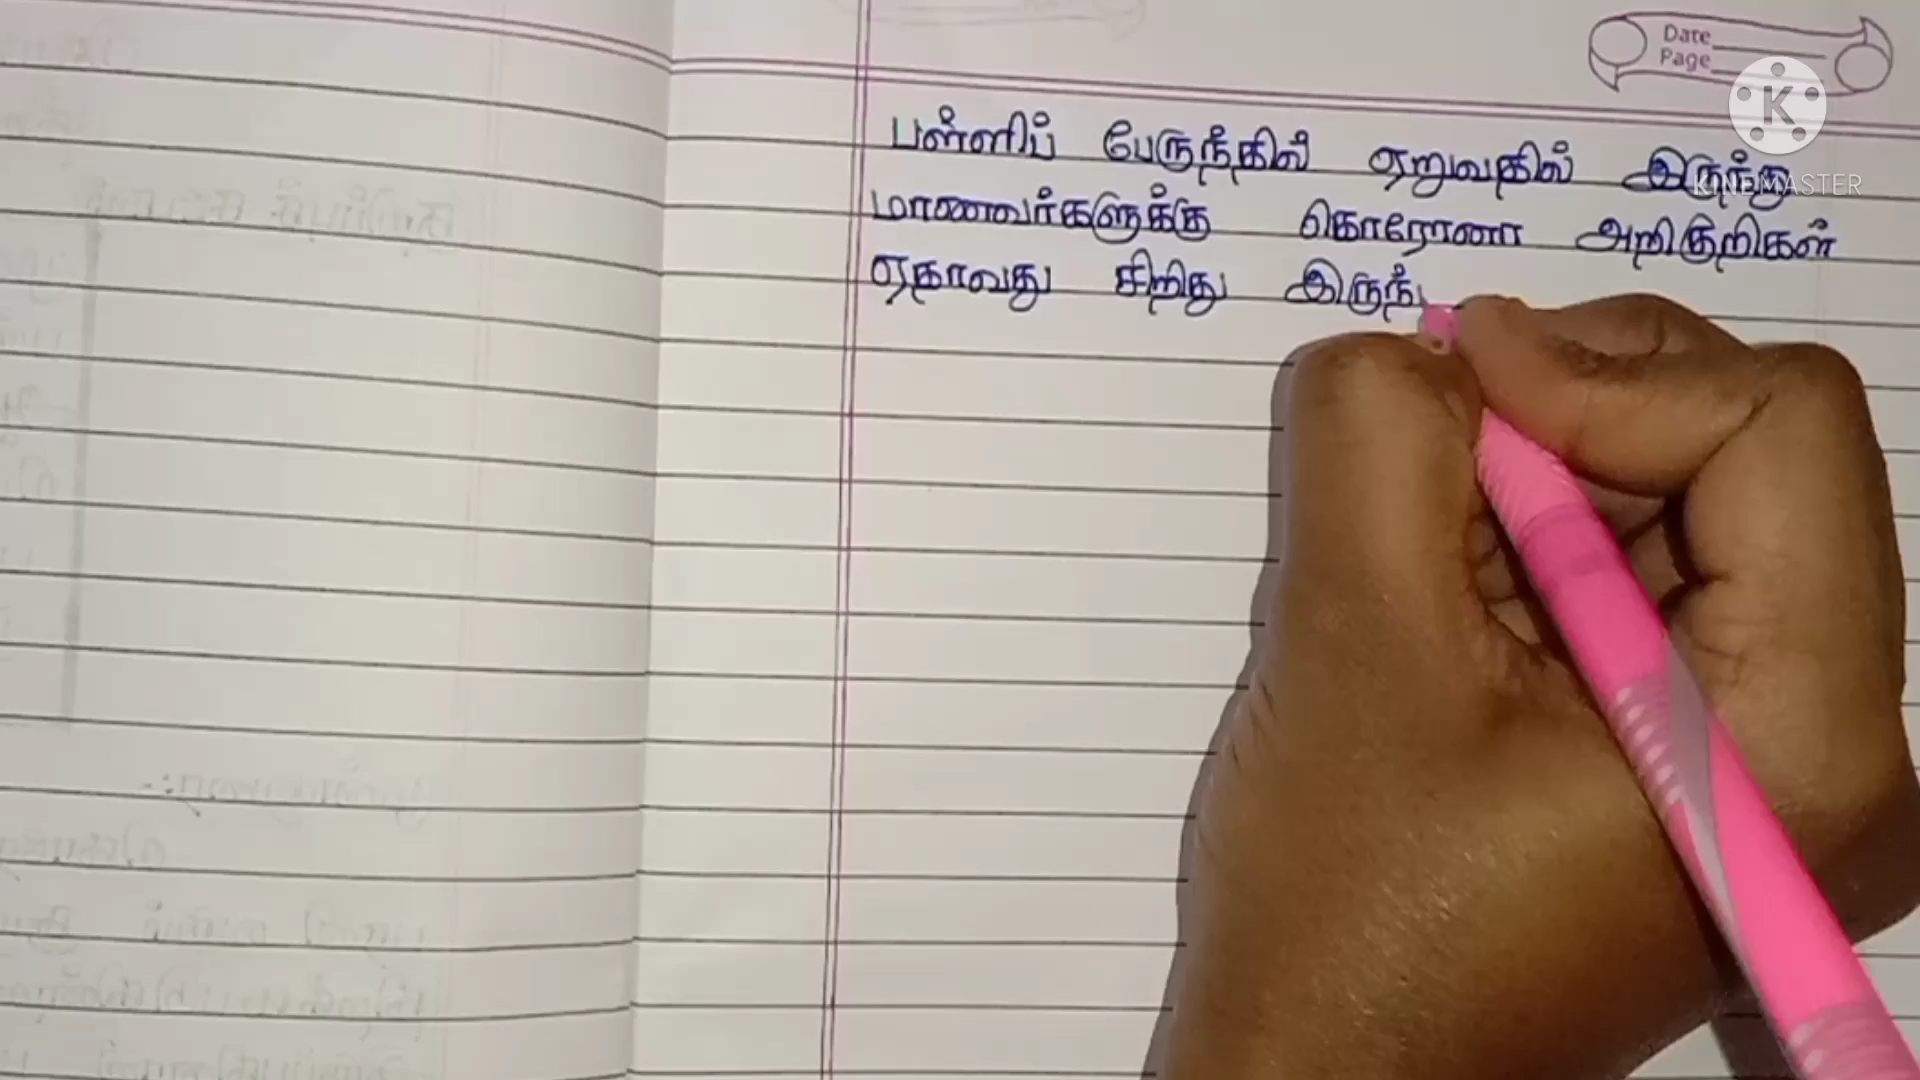 Date
Page
பள்ளிப் பேருந்தில் ஏறுவதில் இருந்து
KINEMASTER
மாணவர்களுக்கு கொரோனா அறிகுறிகள்
ஏதாவது சிறிது இருந்